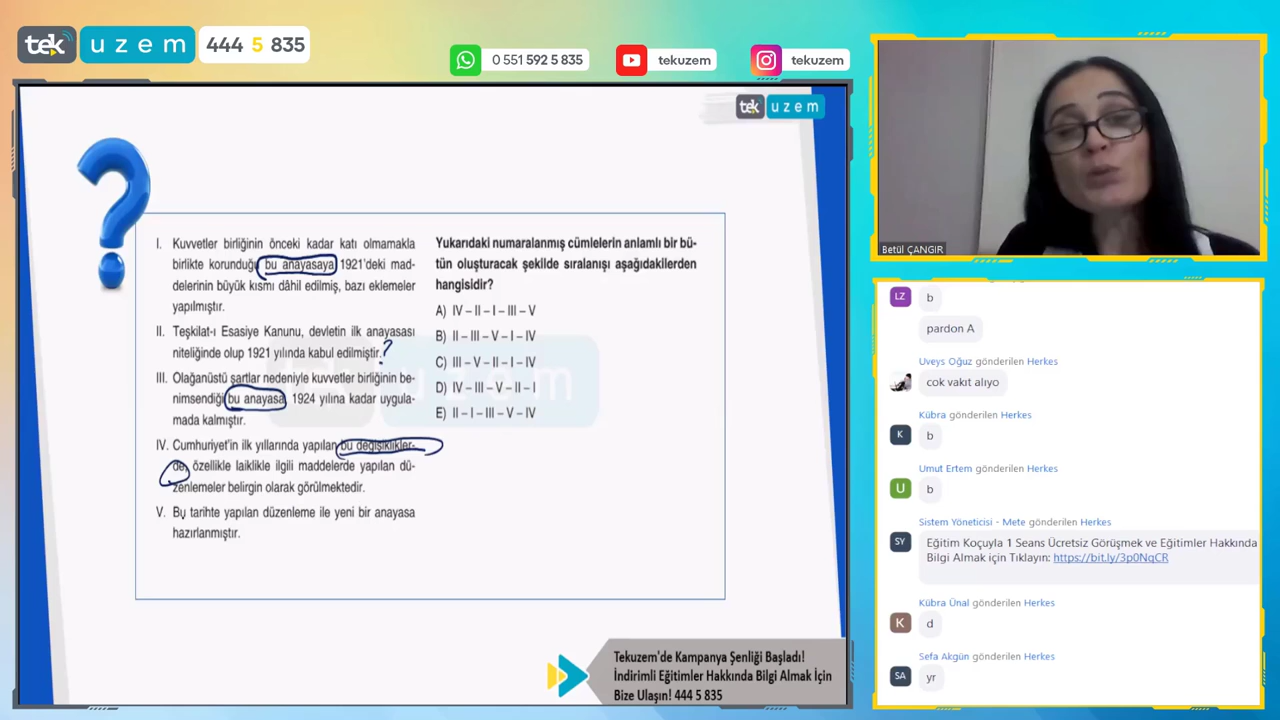 tek uzem 444 5 835
0 551 592 5 835
tekuzem
tekuzem
tek uzem
I. Kuvvetler birliğinin önceki kadar katı olmamakla
birlikte korunduğu bu anayasaya 1921'deki mad-
delerinin büyük kısmı dâhil edilmiş, bazı eklemeler
yapılmıştır.
II. Teşkilat-ı Esasiye Kanunu, devletin ilk anayasası
niteliğinde olup 1921 yılında kabul edilmiştir. ?
III. Olağanüstü şartlar nedeniyle kuvvetler birliğinin be-
nimsendiği bu anayasa 1924 yılına kadar uygula-
mada kalmıştır.
IV. Cumhuriyet'in ilk yıllarında yapılan bu değişiklikler-
de, özellikle laiklikle ilgili maddelerde yapılan dü-
zenlemeler belirgin olarak görülmektedir.
V. Bu tarihte yapılan düzenleme ile yeni bir anayasa
hazırlanmıştır.
Yukarıdaki numaralanmış cümlelerin anlamlı bir bü-
tün oluşturacak şekilde sıralanışı aşağıdakilerden
hangisidir?
A) IV – II – I – III – V
B) II – III – V – I – IV
C) III – V – II – I – IV
D) IV – III – V – II – I
E) II – I – III – V – IV
uzem
Tekuzem'de Kampanya Şenliği Başladı!
İndirimli Eğitimler Hakkında Bilgi Almak İçin
Bize Ulaşın! 444 5 835
Betül ÇANGIR
LZ
b
pardon A
Uveys Oğuz gönderilen Herkes
cok vakıt alıyo
Kübra gönderilen Herkes
K
b
Umut Ertem gönderilen Herkes
U
b
Sistem Yöneticisi - Mete gönderilen Herkes
SY
Eğitim Koçuyla 1 Seans Ücretsiz Görüşmek ve Eğitimler Hakkında
Bilgi Almak için Tıklayın: https://bit.ly/3p0NqCR
Kübra Ünal gönderilen Herkes
K
d
Sefa Akgün gönderilen Herkes
SA
yr